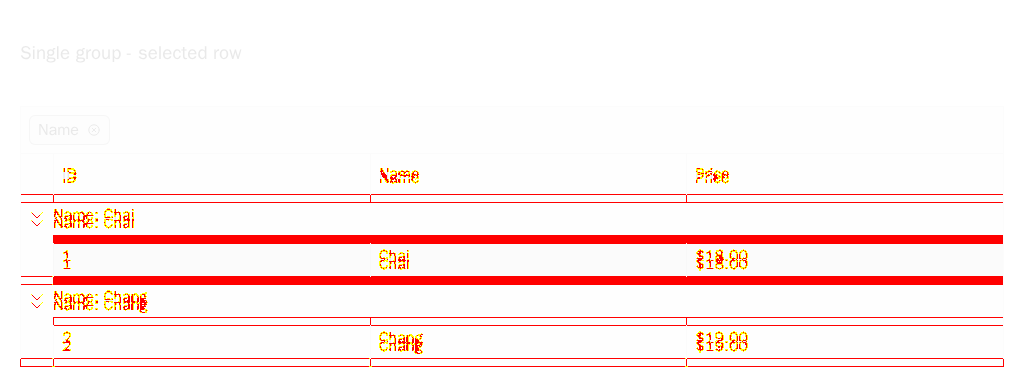 Single group - selected row
Name
ID Name Price
Name: Chai
1 Chai $18.00
Name: Chang
2 Chang $19.00